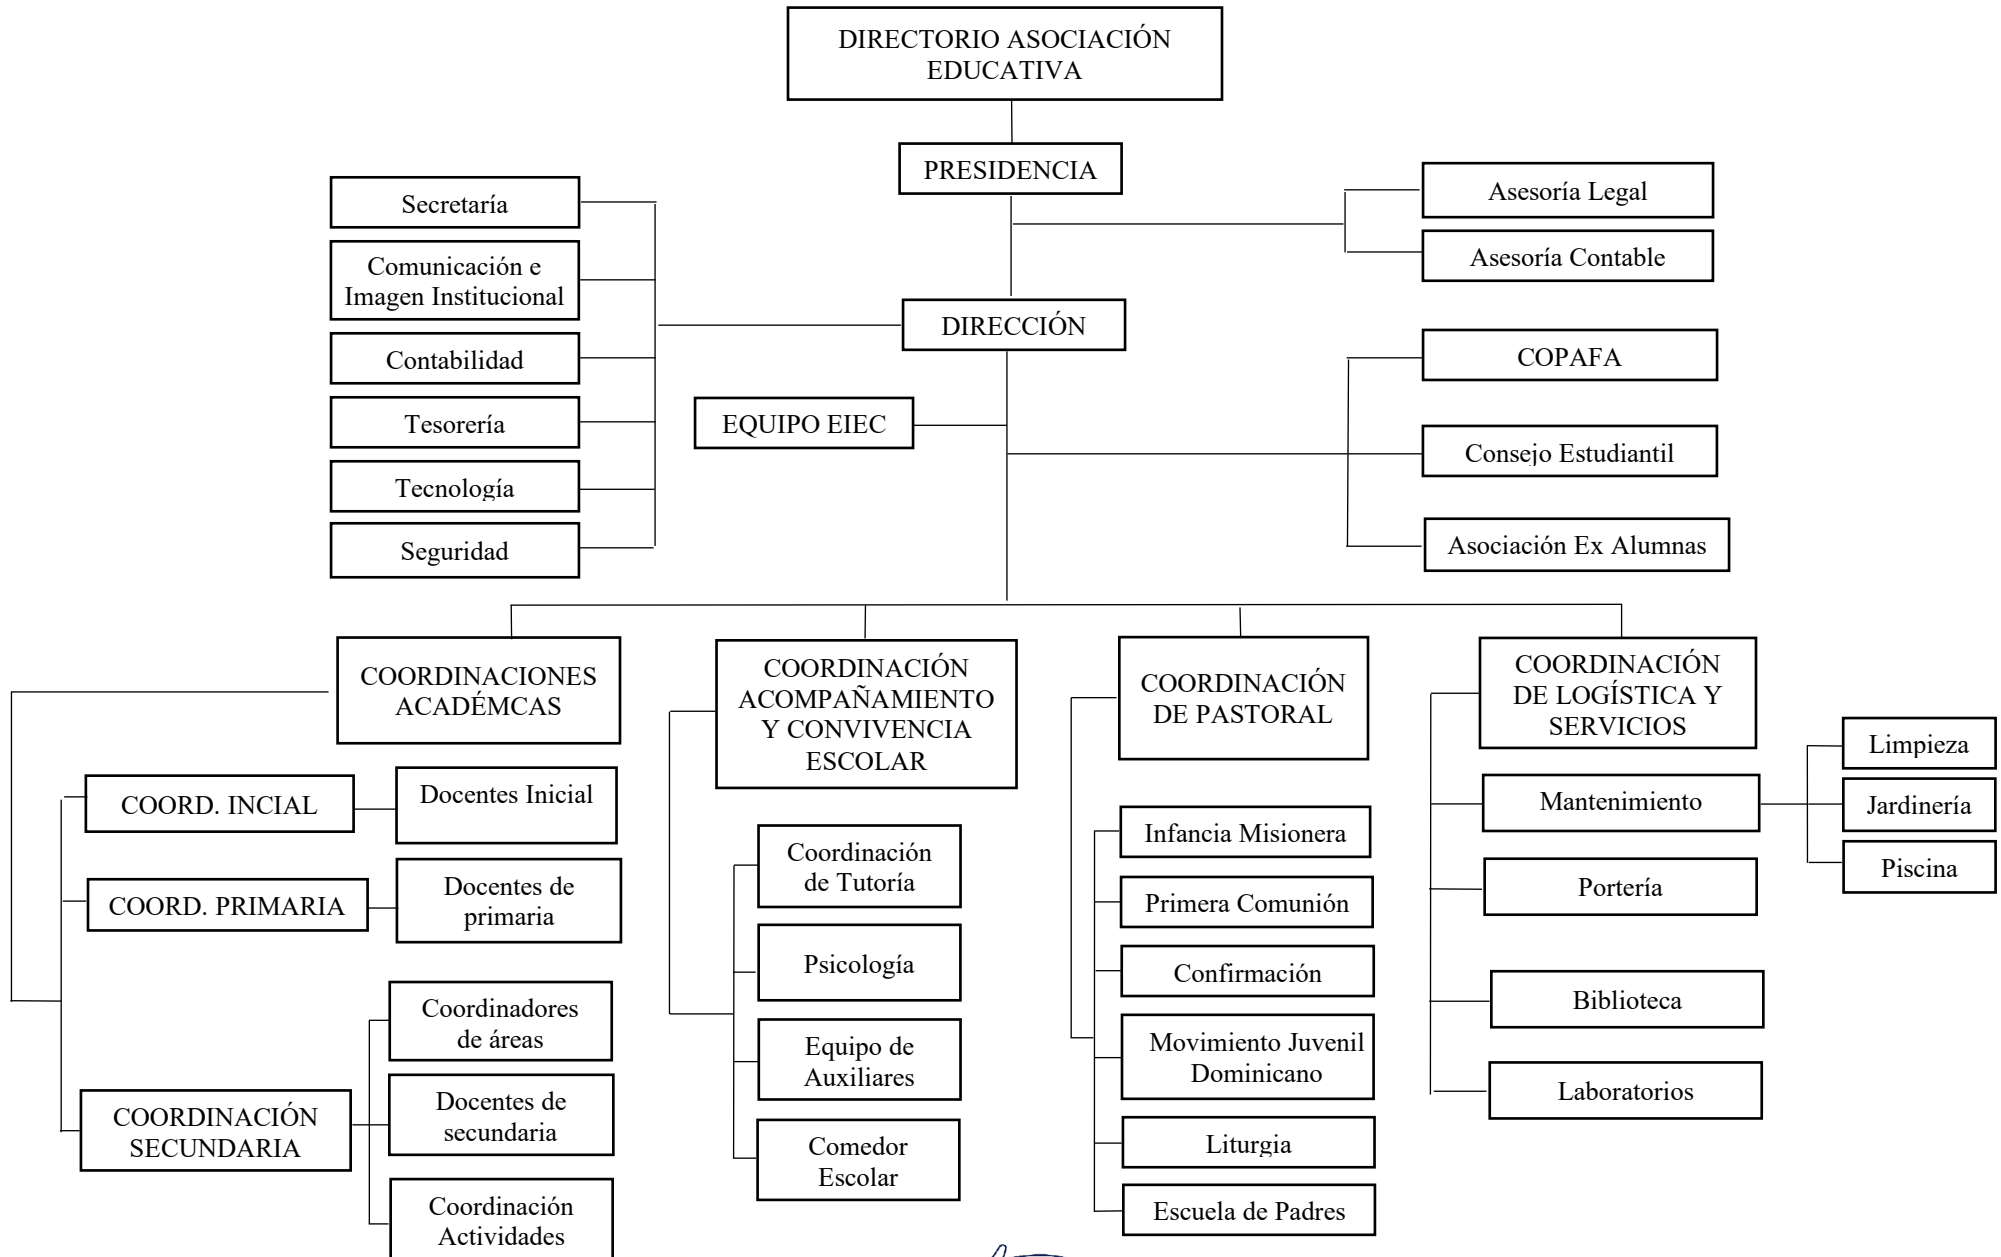 DIRECTORIO ASOCIACIÓN
EDUCATIVA
PRESIDENCIA
Secretaría
Comunicación e
Imagen Institucional
Contabilidad
Tesorería
Tecnología
Seguridad
Asesoría Legal
Asesoría Contable
DIRECCIÓN
EQUIPO EIEC
COPAFA
Consejo Estudiantil
Asociación Ex Alumnas
COORDINACIONES
ACADÉMCAS
COORD. INCIAL
Docentes Inicial
COORD. PRIMARIA
Docentes de
primaria
COORDINACIÓN
SECUNDARIA
Coordinadores
de áreas
Docentes de
secundaria
Coordinación
Actividades
COORDINACIÓN
ACOMPAÑAMIENTO
Y CONVIVENCIA
ESCOLAR
Coordinación
de Tutoría
Psicología
Equipo de
Auxiliares
Comedor
Escolar
COORDINACIÓN
DE PASTORAL
Infancia Misionera
Primera Comunión
Confirmación
Movimiento Juvenil
Dominicano
Liturgia
Escuela de Padres
COORDINACIÓN
DE LOGÍSTICA Y
SERVICIOS
Mantenimiento
Limpieza
Jardinería
Piscina
Portería
Biblioteca
Laboratorios